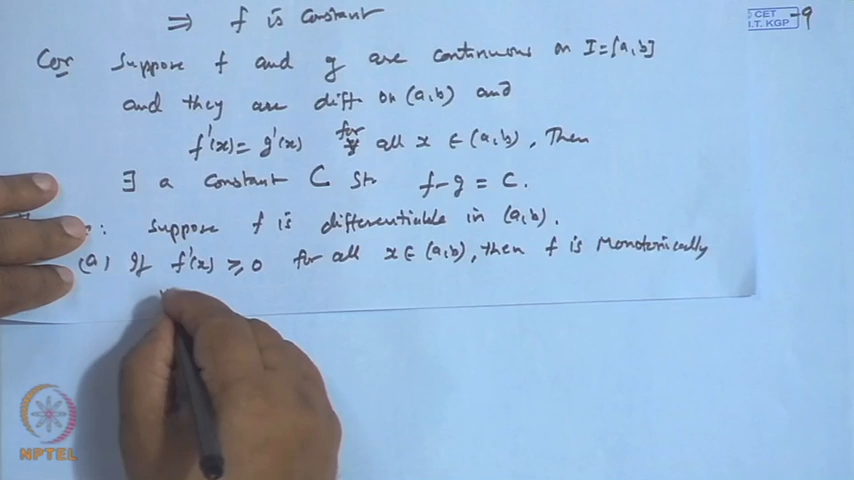 ⇒ f is constant
CET
I.T. KGP
-9
Cor Suppose f and g are continuous on I=[a,b]
and they are diff. on (a,b) and
f'(x) = g'(x) for all x ∈ (a,b), Then
∃ a constant C st. f-g = C.
: Suppose f is differentiable in (a,b).
(a) If f'(x) ⩾ 0 for all x ∈ (a,b), then f is Monotonically
NPTEL